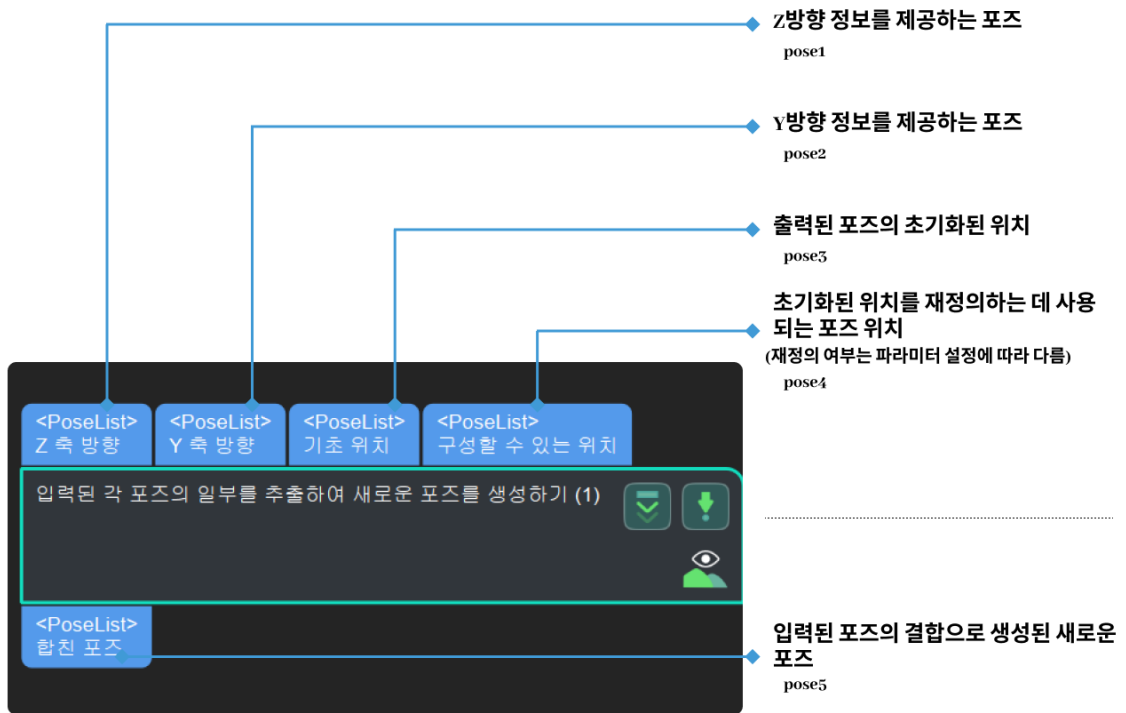 Z방향 정보를 제공하는 포즈
pose1
Y방향 정보를 제공하는 포즈
pose2
출력된 포즈의 초기화된 위치
pose3
초기화된 위치를 재정의하는 데 사용
되는 포즈 위치
(재정의 여부는 파라미터 설정에 따라 다름)
pose4
<PoseList>
Z 축 방향
<PoseList>
Y 축 방향
<PoseList>
기초 위치
<PoseList>
구성할 수 있는 위치
입력된 각 포즈의 일부를 추출하여 새로운 포즈를 생성하기 (1)
<PoseList>
합친 포즈
입력된 포즈의 결합으로 생성된 새로운
포즈
pose5